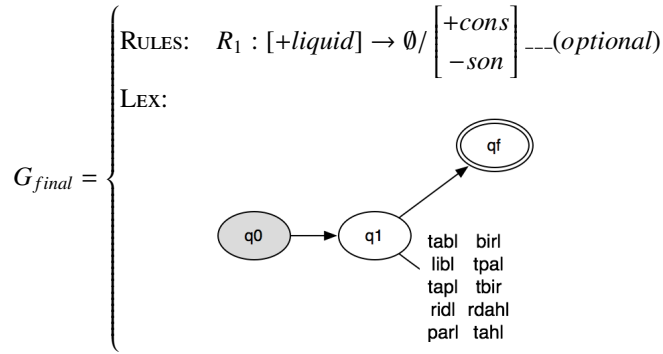 RULES: R₁ : [+liquid] → ∅/ [+cons −son] ___(optional)
LEX:
G_final =
qf
q0 q1
tabl birl
libl tpal
tapl tbir
ridl rdahl
parl tahl